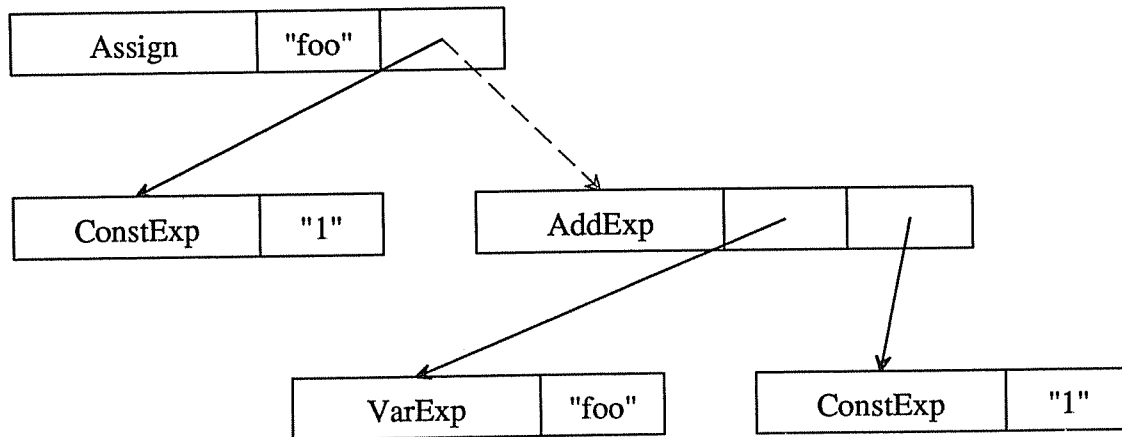 Assign "foo"
ConstExp "1"
AddExp
VarExp "foo"
ConstExp "1"